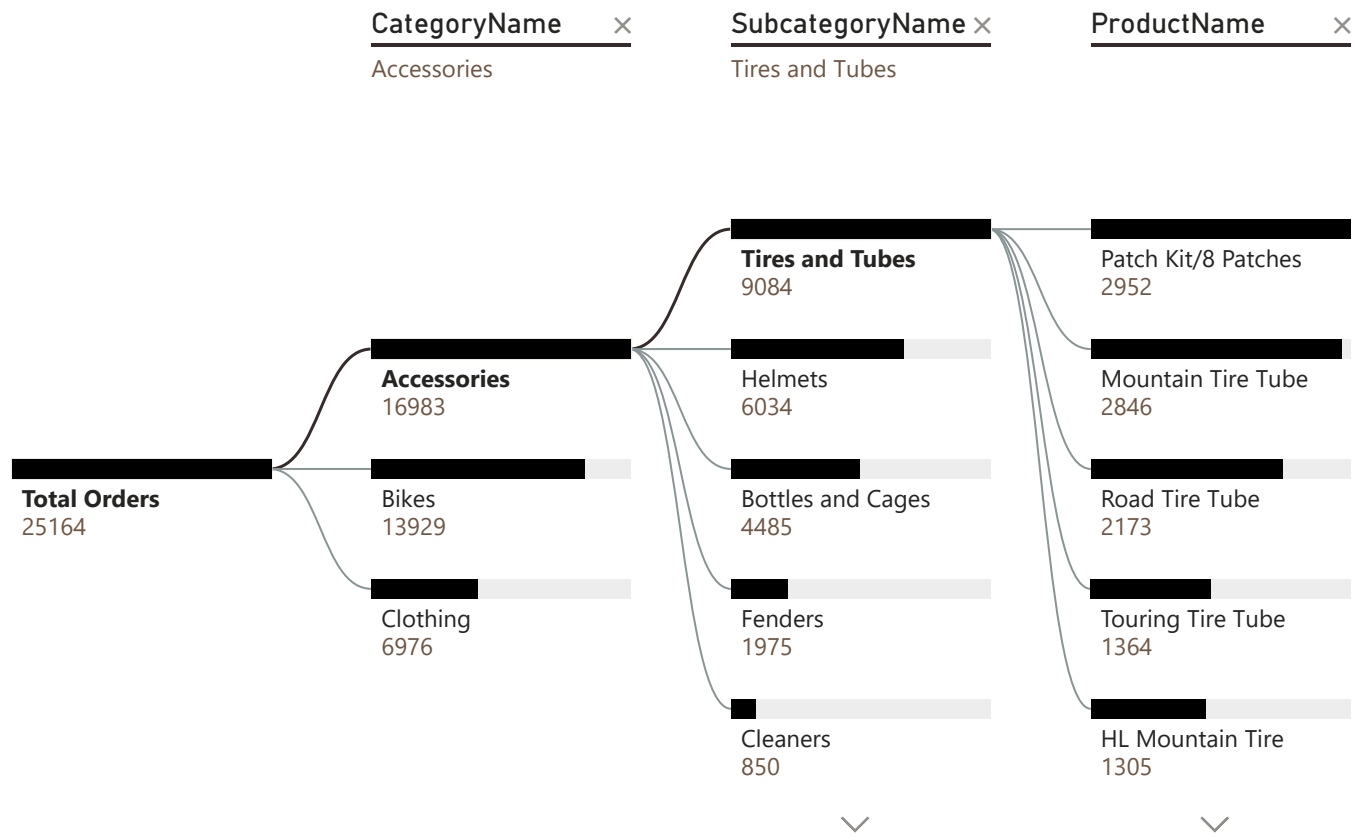 CategoryName
Accessories
SubcategoryName
Tires and Tubes
ProductName
Total Orders
25164
Accessories
16983
Bikes
13929
Clothing
6976
Tires and Tubes
9084
Helmets
6034
Bottles and Cages
4485
Fenders
1975
Cleaners
850
Patch Kit/8 Patches
2952
Mountain Tire Tube
2846
Road Tire Tube
2173
Touring Tire Tube
1364
HL Mountain Tire
1305